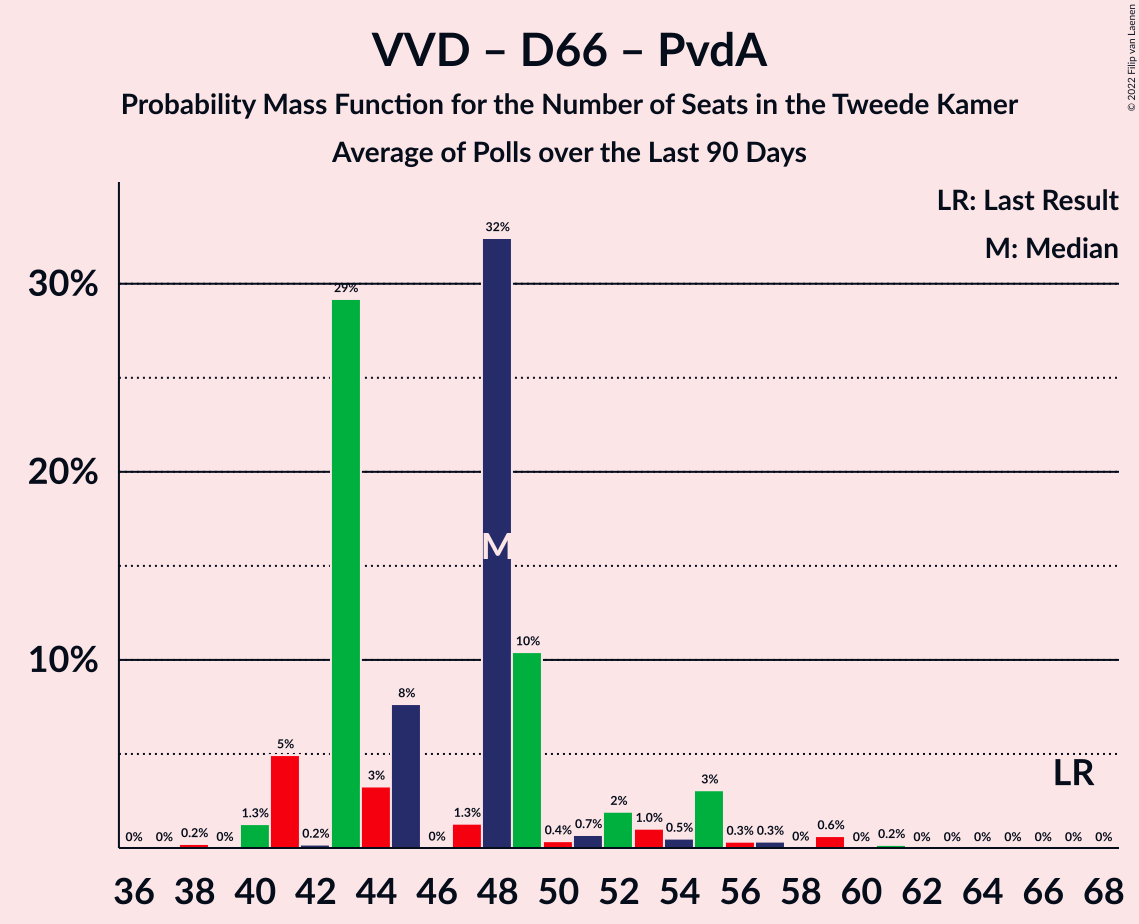 VVD – D66 – PvdA
Probability Mass Function for the Number of Seats in the Tweede Kamer
Average of Polls over the Last 90 Days
© 2022 Filip van Laenen
LR: Last Result
M: Median
30%
20%
10%
0% 0% 0.2% 0% 1.3% 5% 0.2% 29% 3% 8% 0% 1.3% 32% 10% 0.4% 0.7% 2% 1.0% 0.5% 3% 0.3% 0.3% 0% 0.6% 0% 0.2% 0% 0% 0% 0% 0% 0% 0%
M
LR
36 38 40 42 44 46 48 50 52 54 56 58 60 62 64 66 68